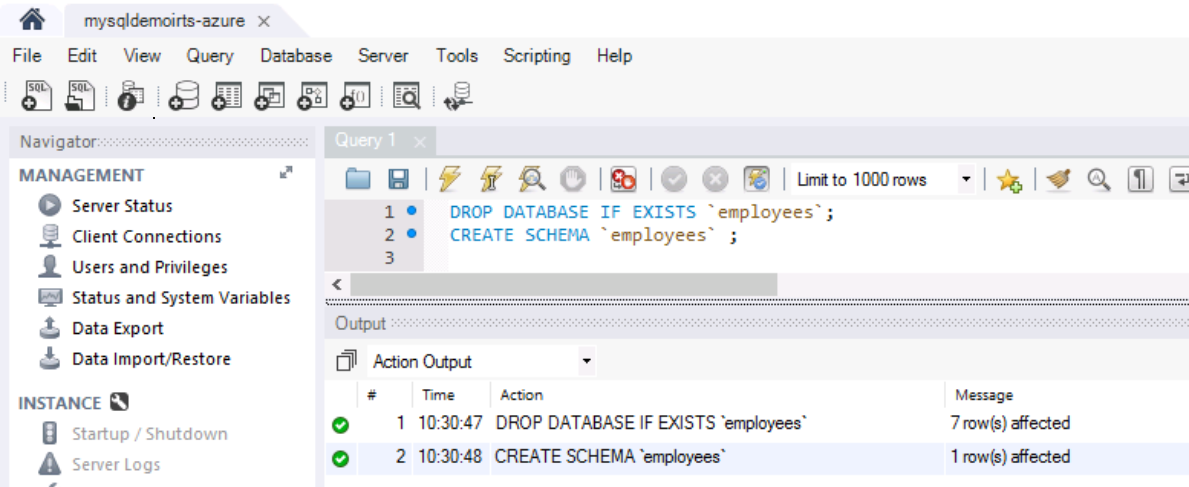 mysqldemoirts-azure ×
File Edit View Query Database Server Tools Scripting Help
SQL SQL f()
Navigator
Query 1 ×
MANAGEMENT
Server Status
Client Connections
Users and Privileges
Status and System Variables
Data Export
Data Import/Restore
INSTANCE
Startup / Shutdown
Server Logs
Limit to 1000 rows
1 DROP DATABASE IF EXISTS `employees`;
2 CREATE SCHEMA `employees` ;
3
Output
Action Output
# Time Action Message
1 10:30:47 DROP DATABASE IF EXISTS `employees` 7 row(s) affected
2 10:30:48 CREATE SCHEMA `employees` 1 row(s) affected